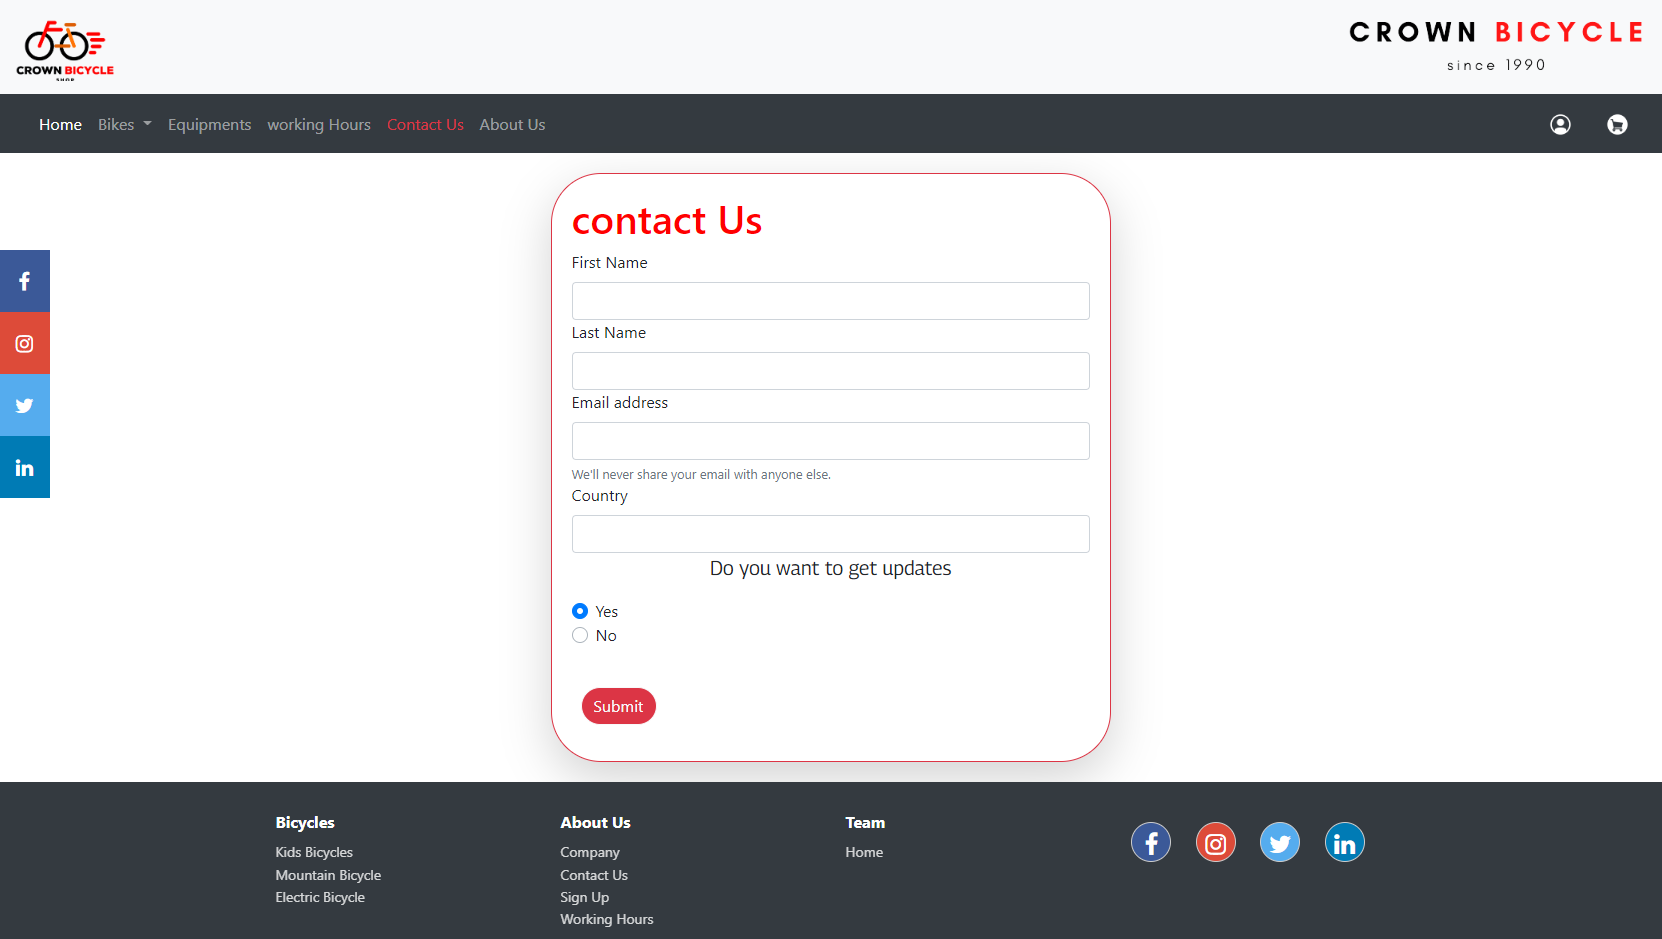 CROWN BICYCLE
SHOP
CROWN BICYCLE
since 1990
Home Bikes Equipments working Hours Contact Us About Us
contact Us
First Name
Last Name
Email address
We'll never share your email with anyone else.
Country
Do you want to get updates
Yes
No
Submit
Bicycles
Kids Bicycles
Mountain Bicycle
Electric Bicycle
About Us
Company
Contact Us
Sign Up
Working Hours
Team
Home